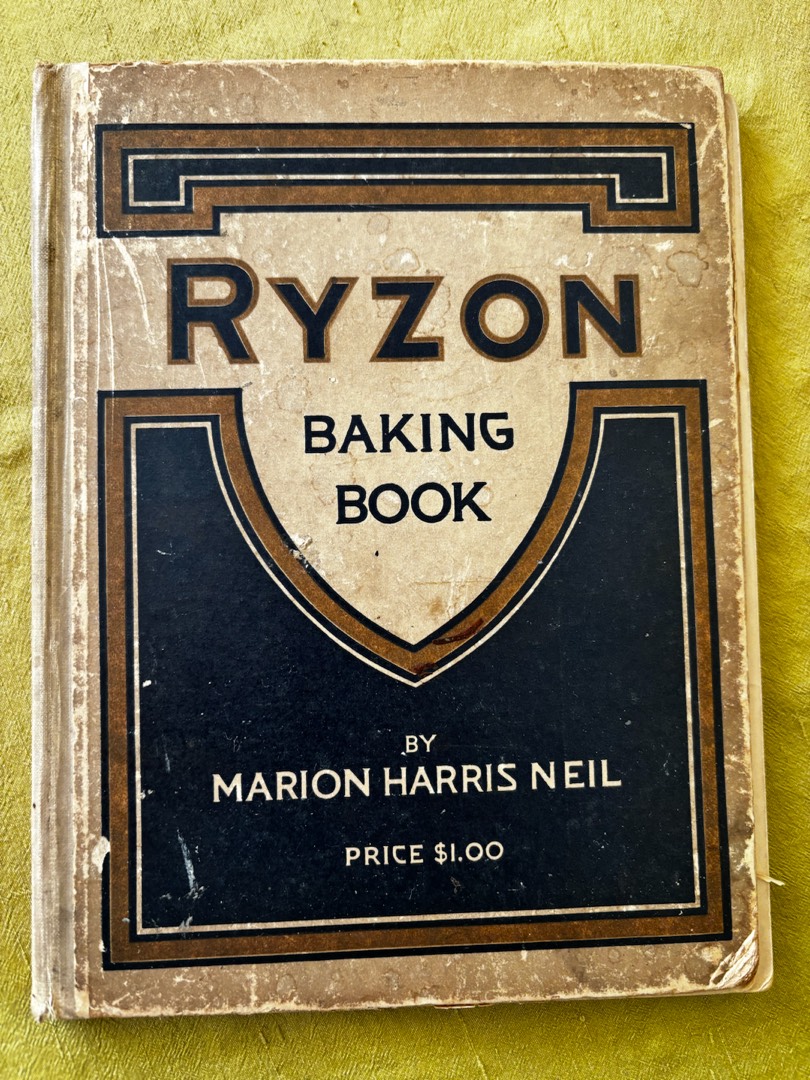 RYZON
BAKING
BOOK
BY
MARION HARRIS NEIL
PRICE $1.00